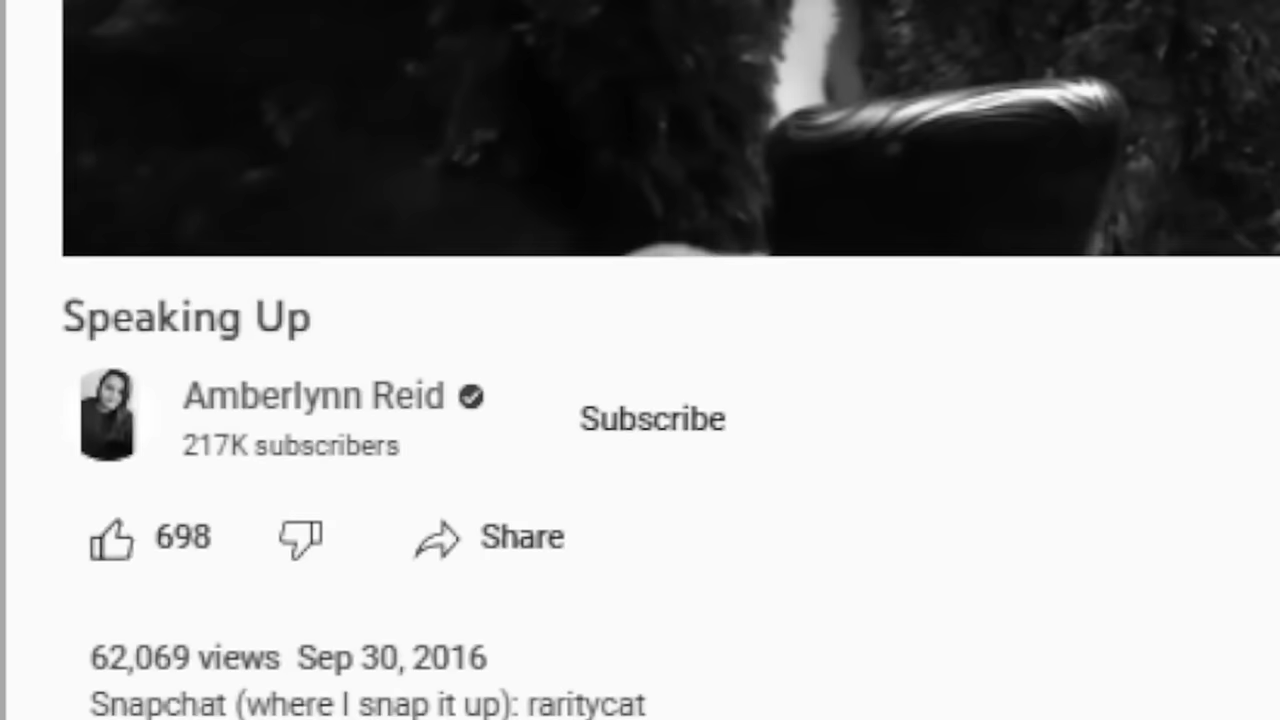 Speaking Up
Amberlynn Reid
Subscribe
217K subscribers
698
Share
62,069 views Sep 30, 2016
Snapchat (where I snap it up): raritycat